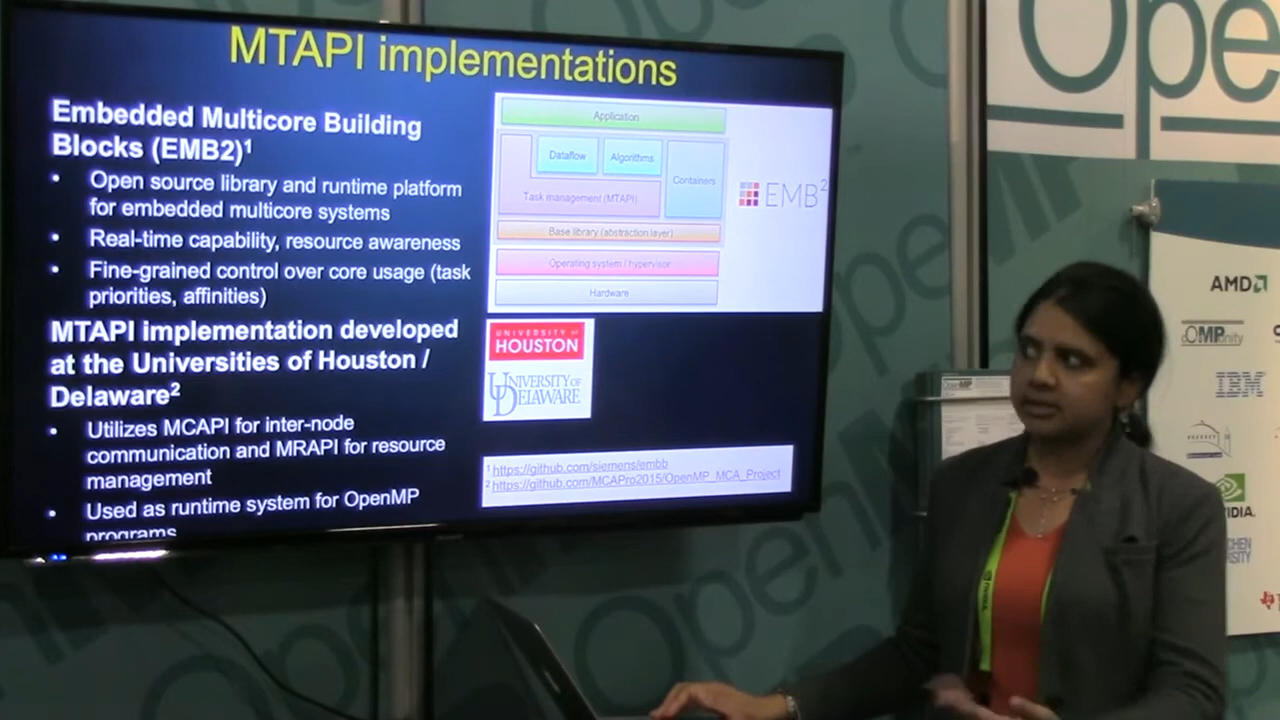 MTAPI implementations
Embedded Multicore Building
Blocks (EMB2)¹
• Open source library and runtime platform
for embedded multicore systems
• Real-time capability, resource awareness
• Fine-grained control over core usage (task
priorities, affinities)
MTAPI implementation developed
at the Universities of Houston /
Delaware²
• Utilizes MCAPI for inter-node
communication and MRAPI for resource
management
• Used as runtime system for OpenMP
programs
Application
Dataflow
Algorithms
Containers
Task management (MTAPI)
Base library (abstraction layer)
Operating system / hypervisor
Hardware
EMB²
UNIVERSITY OF
HOUSTON
UNIVERSITY OF
DELAWARE
¹ https://github.com/siemens/embb
² https://github.com/MCAPro2015/OpenMP_MCA_Project
Ope
OpenMP
AMD
cOMPunity
IBM
OpenMP